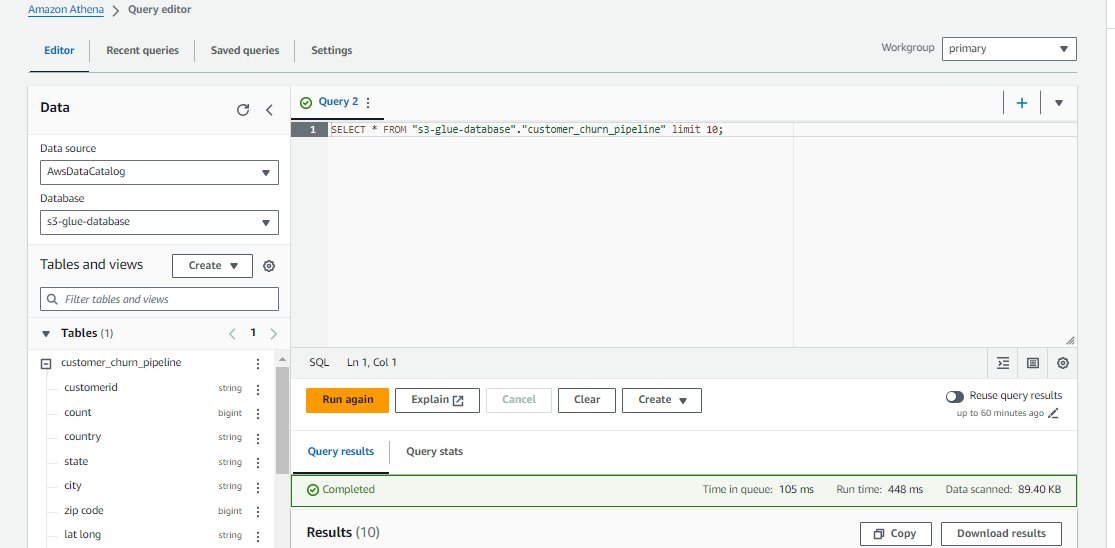 Amazon Athena > Query editor
Editor Recent queries Saved queries Settings
Workgroup primary
Data
Data source
AwsDataCatalog
Database
s3-glue-database
Tables and views Create
Filter tables and views
Tables (1) < 1 >
customer_churn_pipeline
customerid string
count bigint
country string
state string
city string
zip code bigint
lat long string
Query 2
1 SELECT * FROM "s3-glue-database"."customer_churn_pipeline" limit 10;
SQL Ln 1, Col 1
Run again Explain Cancel Clear Create
Reuse query results
up to 60 minutes ago
Query results Query stats
Completed Time in queue: 105 ms Run time: 448 ms Data scanned: 89.40 KB
Results (10) Copy Download results